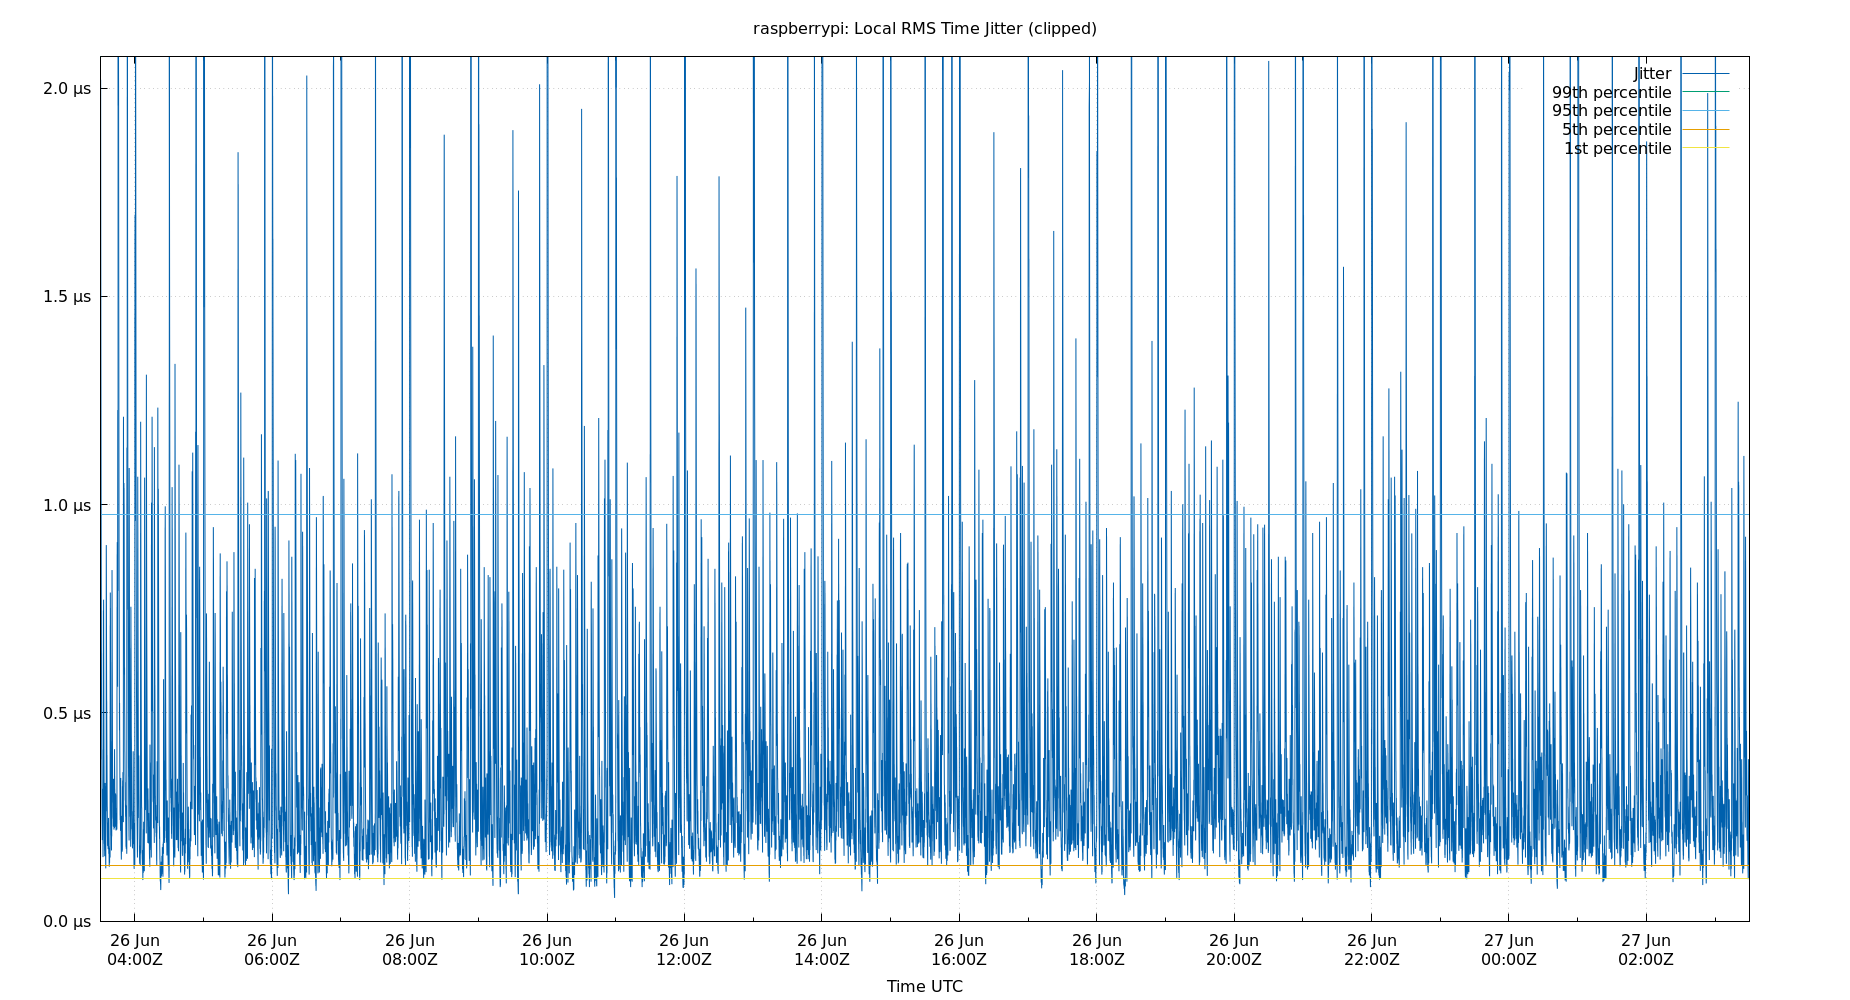 raspberrypi: Local RMS Time Jitter (clipped)
2.0 µs
1.5 µs
1.0 µs
0.5 µs
0.0 µs
Jitter
99th percentile
95th percentile
5th percentile
1st percentile
26 Jun 26 Jun 26 Jun 26 Jun 26 Jun 26 Jun 26 Jun 26 Jun 26 Jun 26 Jun 27 Jun 27 Jun
04:00Z 06:00Z 08:00Z 10:00Z 12:00Z 14:00Z 16:00Z 18:00Z 20:00Z 22:00Z 00:00Z 02:00Z
Time UTC